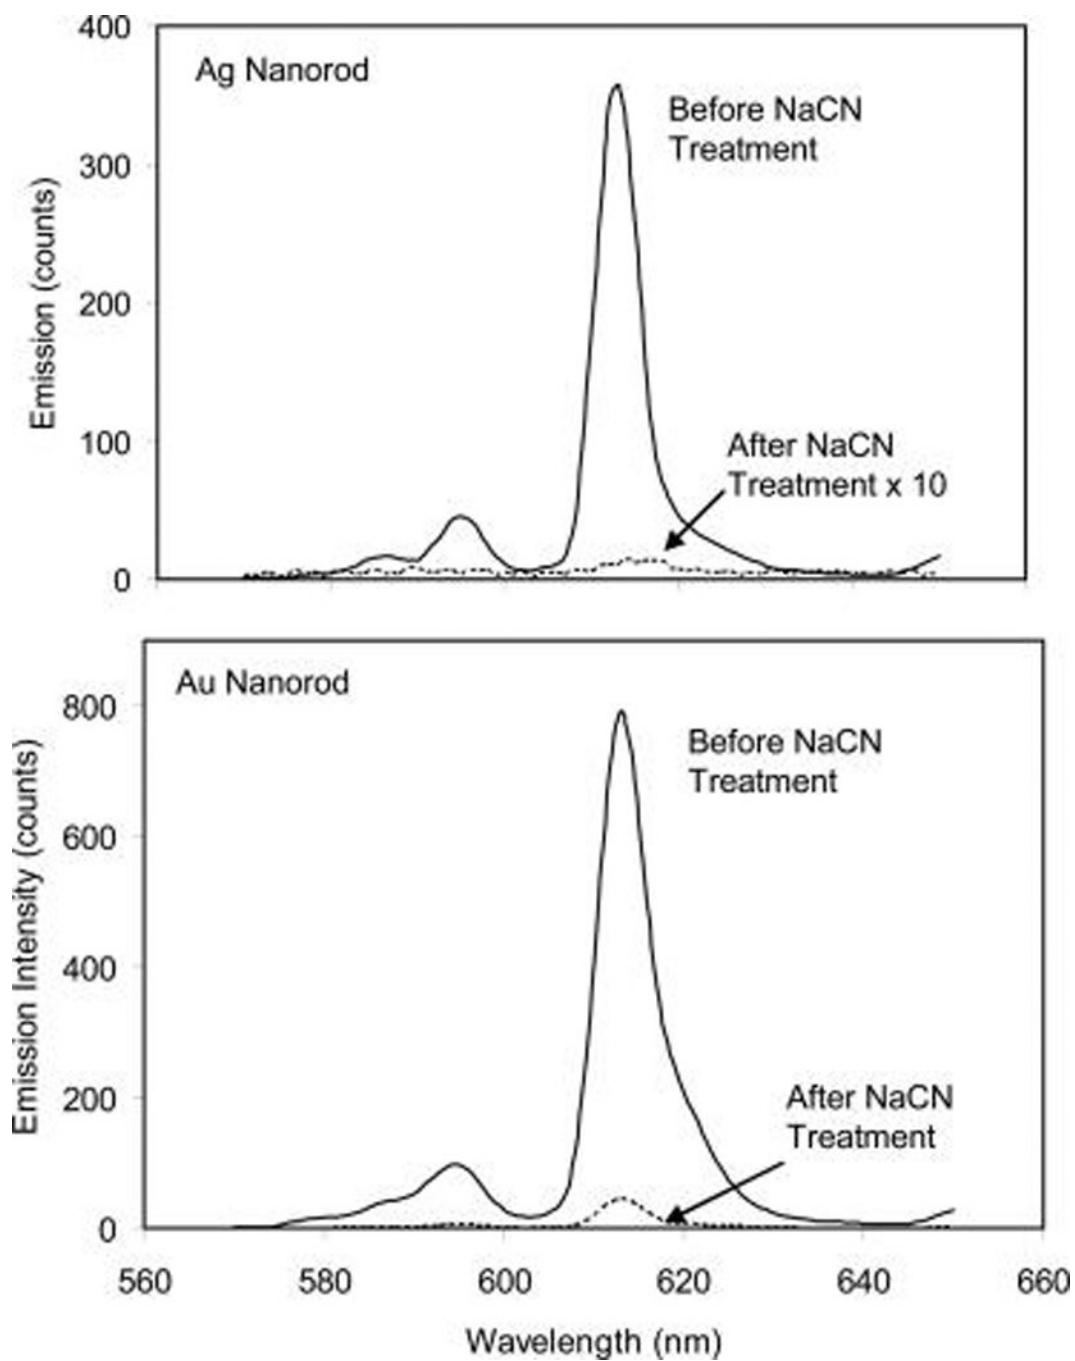 400
Ag Nanorod
Before NaCN
Treatment
300
Emission (counts)
200
After NaCN
Treatment x 10
100
0
Au Nanorod
800
Before NaCN
Treatment
600
Emission Intensity (counts)
400
After NaCN
Treatment
200
0
560 580 600 620 640 660
Wavelength (nm)